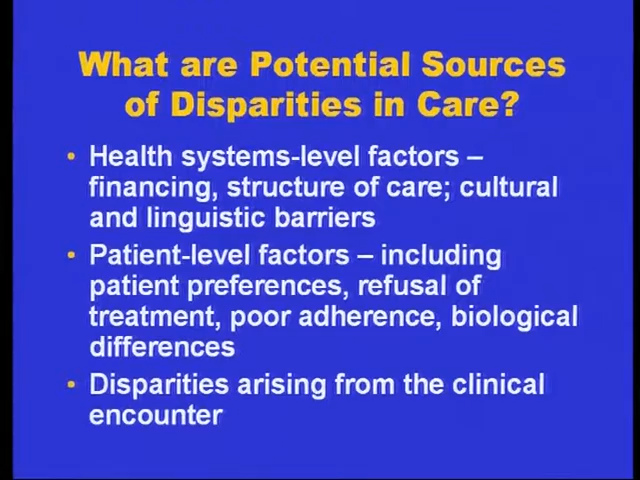 What are Potential Sources
of Disparities in Care?
• Health systems-level factors –
financing, structure of care; cultural
and linguistic barriers
• Patient-level factors – including
patient preferences, refusal of
treatment, poor adherence, biological
differences
• Disparities arising from the clinical
encounter